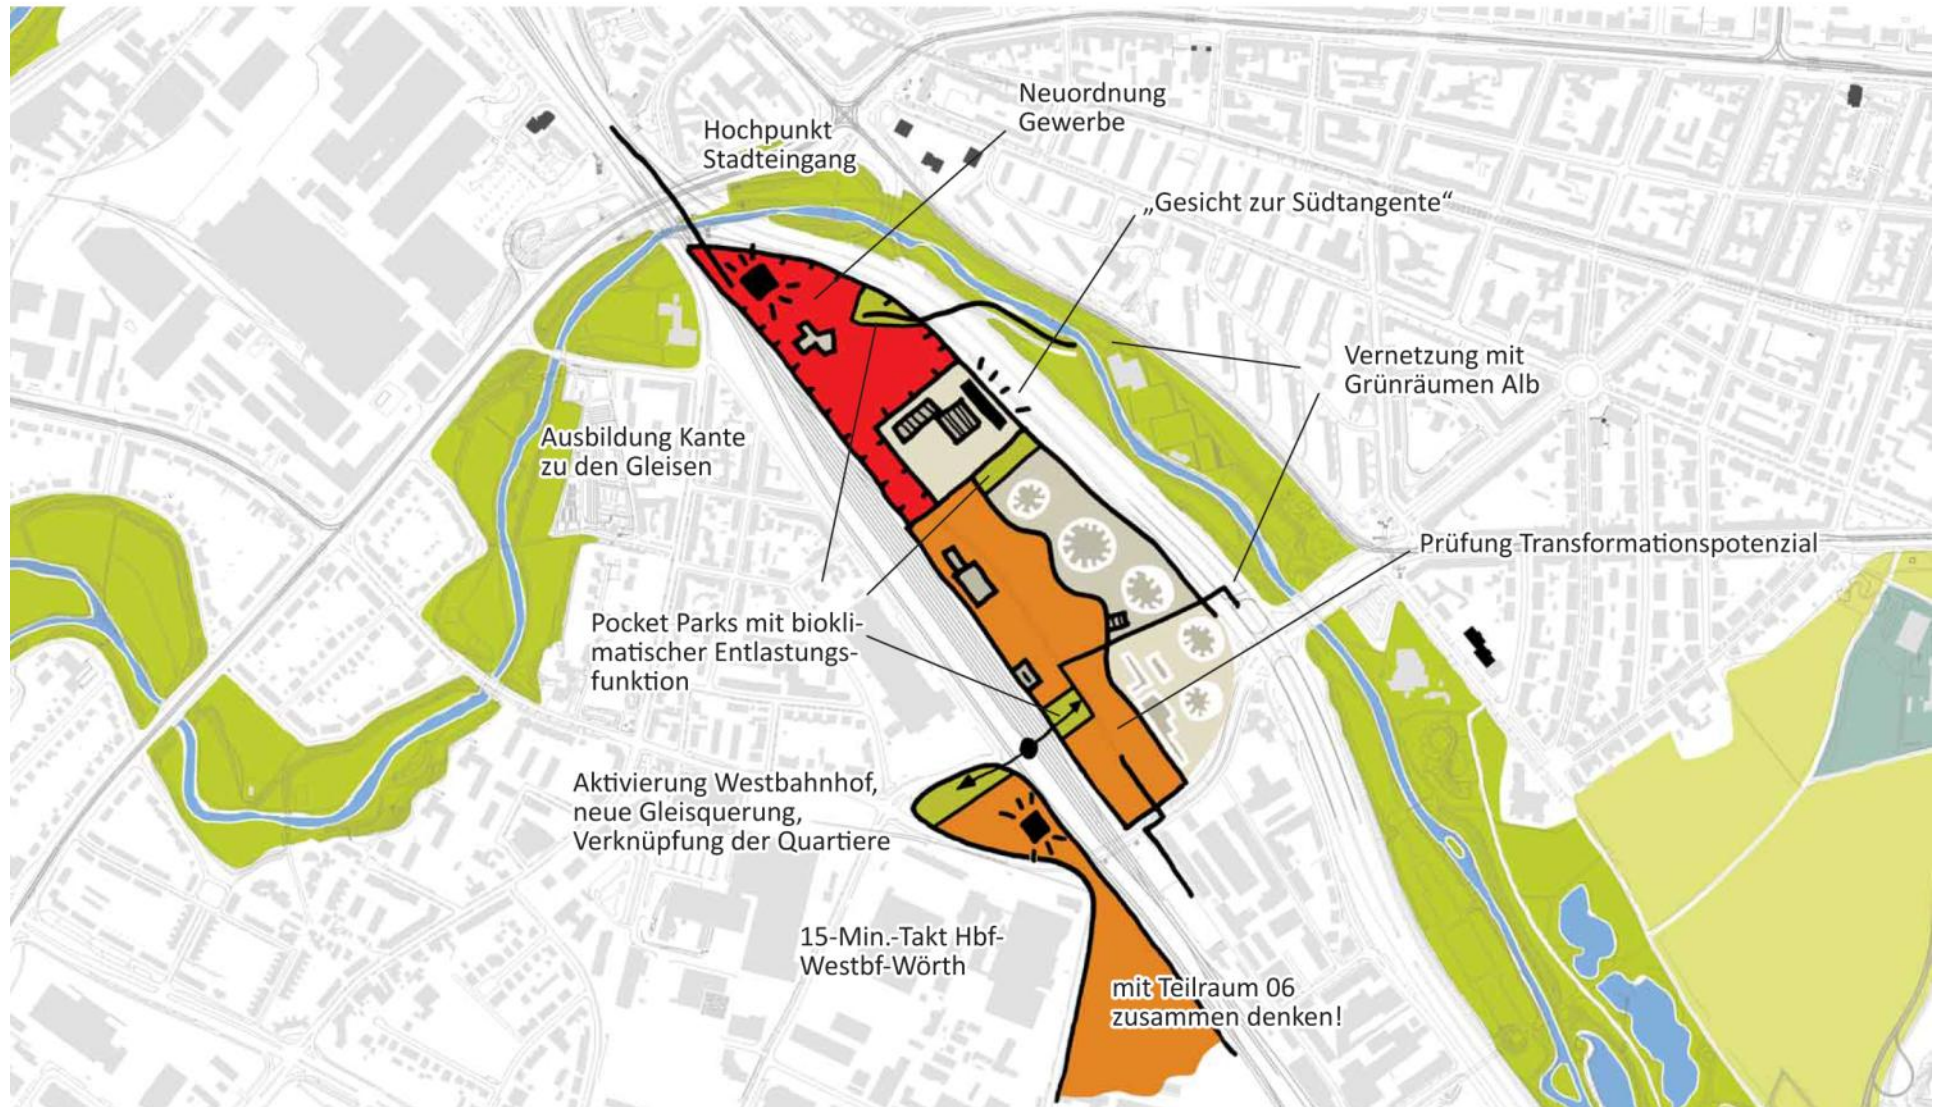 Neuordnung
Gewerbe
Hochpunkt
Stadteingang
„Gesicht zur Südtangente“
Vernetzung mit
Grünräumen Alb
Ausbildung Kante
zu den Gleisen
Prüfung Transformationspotenzial
Pocket Parks mit biokli-
matischer Entlastungs-
funktion
Aktivierung Westbahnhof,
neue Gleisquerung,
Verknüpfung der Quartiere
15-Min.-Takt Hbf-
Westbf-Wörth
mit Teilraum 06
zusammen denken!